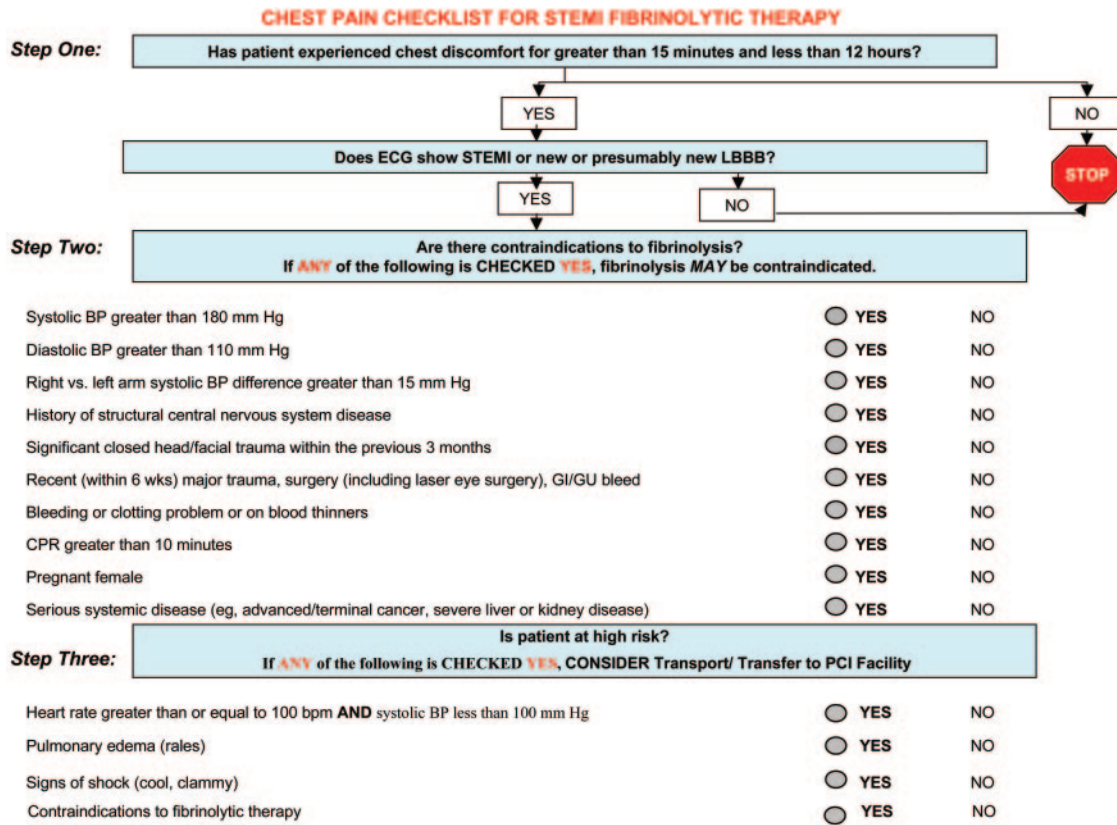 CHEST PAIN CHECKLIST FOR STEMI FIBRINOLYTIC THERAPY
Step One:
Has patient experienced chest discomfort for greater than 15 minutes and less than 12 hours?
YES
NO
Does ECG show STEMI or new or presumably new LBBB?
STOP
YES
NO
Step Two:
Are there contraindications to fibrinolysis?
If ANY of the following is CHECKED YES, fibrinolysis MAY be contraindicated.
Systolic BP greater than 180 mm Hg YES NO
Diastolic BP greater than 110 mm Hg YES NO
Right vs. left arm systolic BP difference greater than 15 mm Hg YES NO
History of structural central nervous system disease YES NO
Significant closed head/facial trauma within the previous 3 months YES NO
Recent (within 6 wks) major trauma, surgery (including laser eye surgery), GI/GU bleed YES NO
Bleeding or clotting problem or on blood thinners YES NO
CPR greater than 10 minutes YES NO
Pregnant female YES NO
Serious systemic disease (eg, advanced/terminal cancer, severe liver or kidney disease) YES NO
Step Three:
Is patient at high risk?
If ANY of the following is CHECKED YES, CONSIDER Transport/ Transfer to PCI Facility
Heart rate greater than or equal to 100 bpm AND systolic BP less than 100 mm Hg YES NO
Pulmonary edema (rales) YES NO
Signs of shock (cool, clammy) YES NO
Contraindications to fibrinolytic therapy YES NO